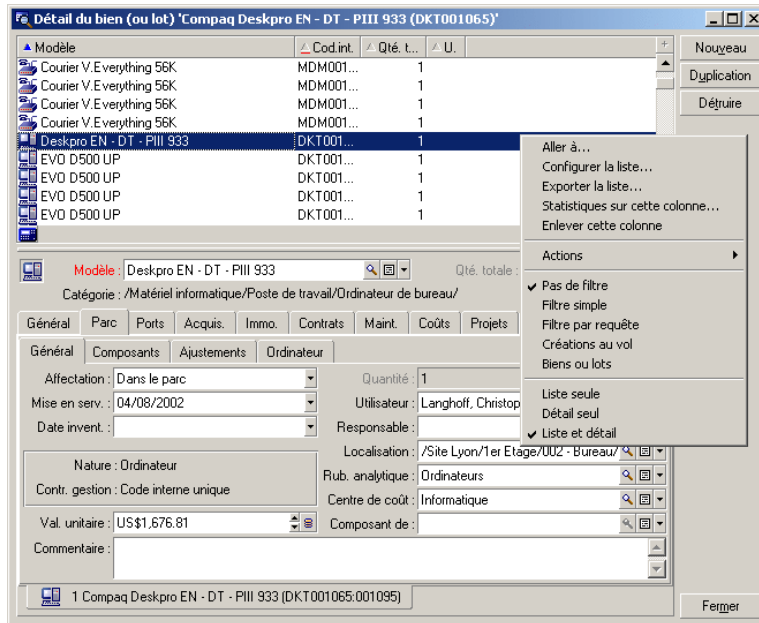 Détail du bien (ou lot) 'Compaq Deskpro EN - DT - PIII 933 (DKT001065)'
Modèle Cod.int. Qté. t... U.
Courier V.Everything 56K MDM001... 1
Courier V.Everything 56K MDM001... 1
Courier V.Everything 56K MDM001... 1
Courier V.Everything 56K MDM001... 1
Deskpro EN - DT - PIII 933 DKT001... 1
EVO D500 UP DKT001... 1
EVO D500 UP DKT001... 1
EVO D500 UP DKT001... 1
EVO D500 UP DKT001... 1
Nouveau
Duplication
Détruire
Aller à...
Configurer la liste...
Exporter la liste...
Statistiques sur cette colonne...
Enlever cette colonne
Actions
Pas de filtre
Filtre simple
Filtre par requête
Créations au vol
Biens ou lots
Liste seule
Détail seul
Liste et détail
Modèle : Deskpro EN - DT - PIII 933 Qté. totale :
Catégorie : /Matériel informatique/Poste de travail/Ordinateur de bureau/
Général Parc Ports Acquis. Immo. Contrats Maint. Coûts Projets
Général Composants Ajustements Ordinateur
Affectation : Dans le parc Quantité : 1
Mise en serv. : 04/08/2002 Utilisateur : Langhoff, Christop
Date invent. : Responsable :
Localisation : /Site Lyon/1er Etage/002 - Bureau/
Nature : Ordinateur Rub. analytique : Ordinateurs
Contr. gestion : Code interne unique Centre de coût : Informatique
Val. unitaire : US$1,676.81 Composant de :
Commentaire :
1 Compaq Deskpro EN - DT - PIII 933 (DKT001065:001095)
Fermer